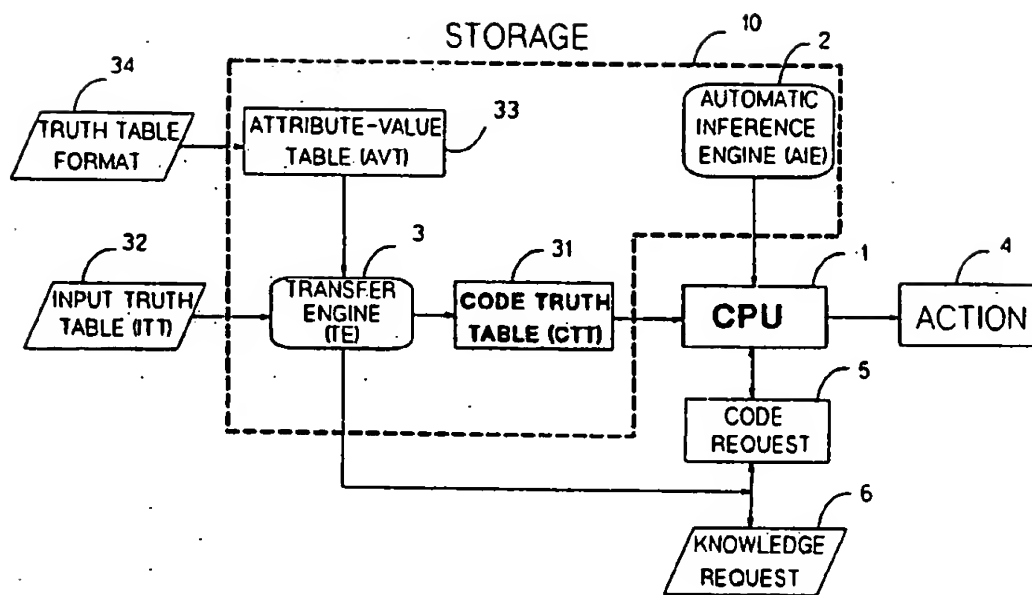 STORAGE
10
2
34
TRUTH TABLE
FORMAT
ATTRIBUTE-VALUE
TABLE (AVT)
33
AUTOMATIC
INFERENCE
ENGINE (AIE)
32
INPUT TRUTH
TABLE (ITT)
3
TRANSFER
ENGINE
(TE)
31
CODE TRUTH
TABLE (CTT)
1
CPU
4
ACTION
5
CODE
REQUEST
6
KNOWLEDGE
REQUEST